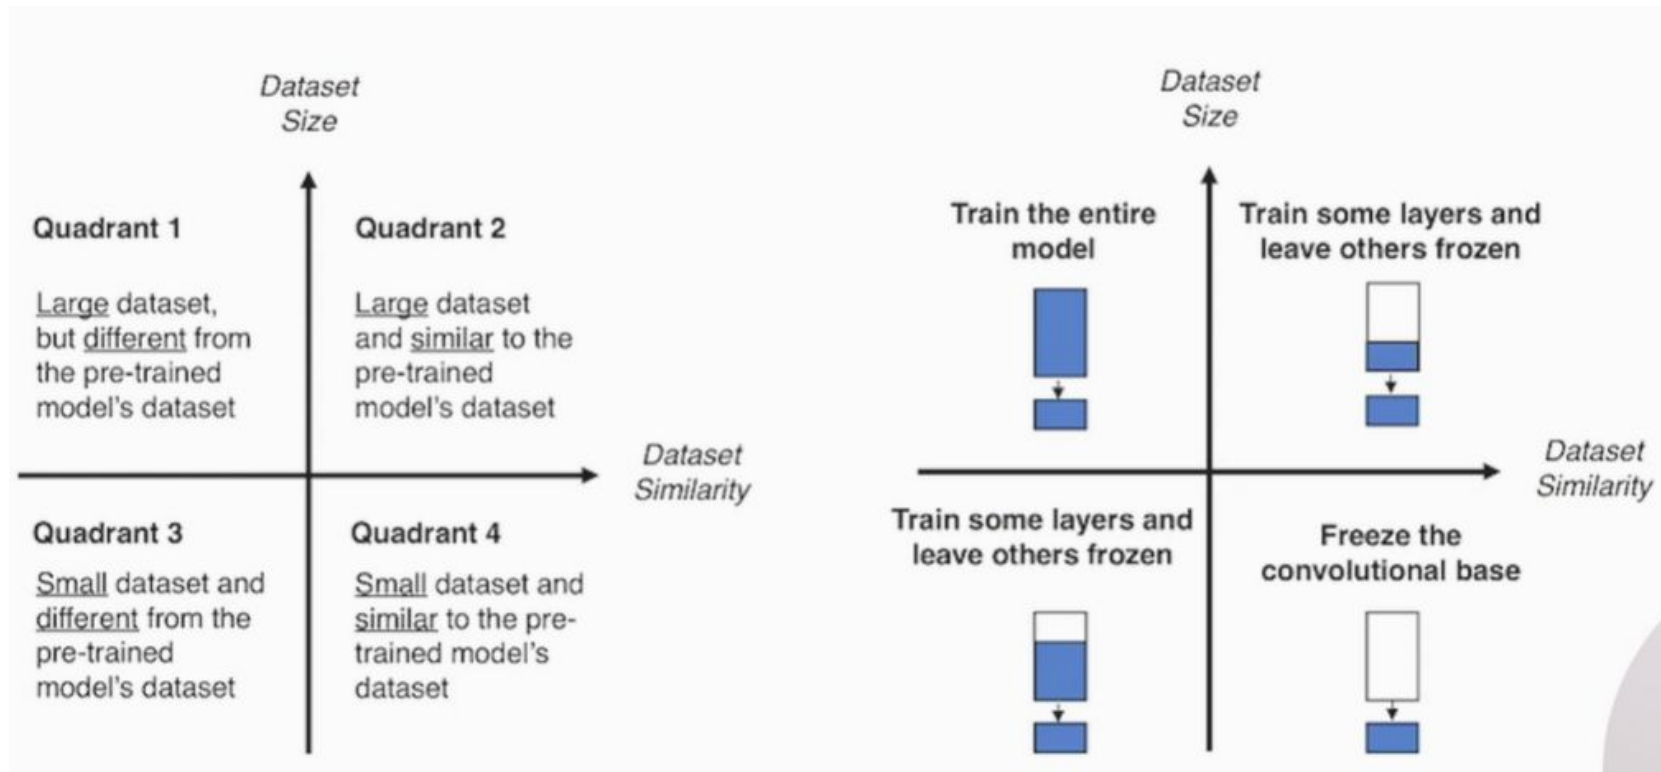 Dataset
Size
Quadrant 1
Large dataset,
but different from
the pre-trained
model's dataset
Quadrant 2
Large dataset
and similar to the
pre-trained
model's dataset
Dataset
Similarity
Quadrant 3
Small dataset and
different from the
pre-trained
model's dataset
Quadrant 4
Small dataset and
similar to the pre-
trained model's
dataset
Dataset
Size
Train the entire
model
Train some layers and
leave others frozen
Dataset
Similarity
Train some layers and
leave others frozen
Freeze the
convolutional base